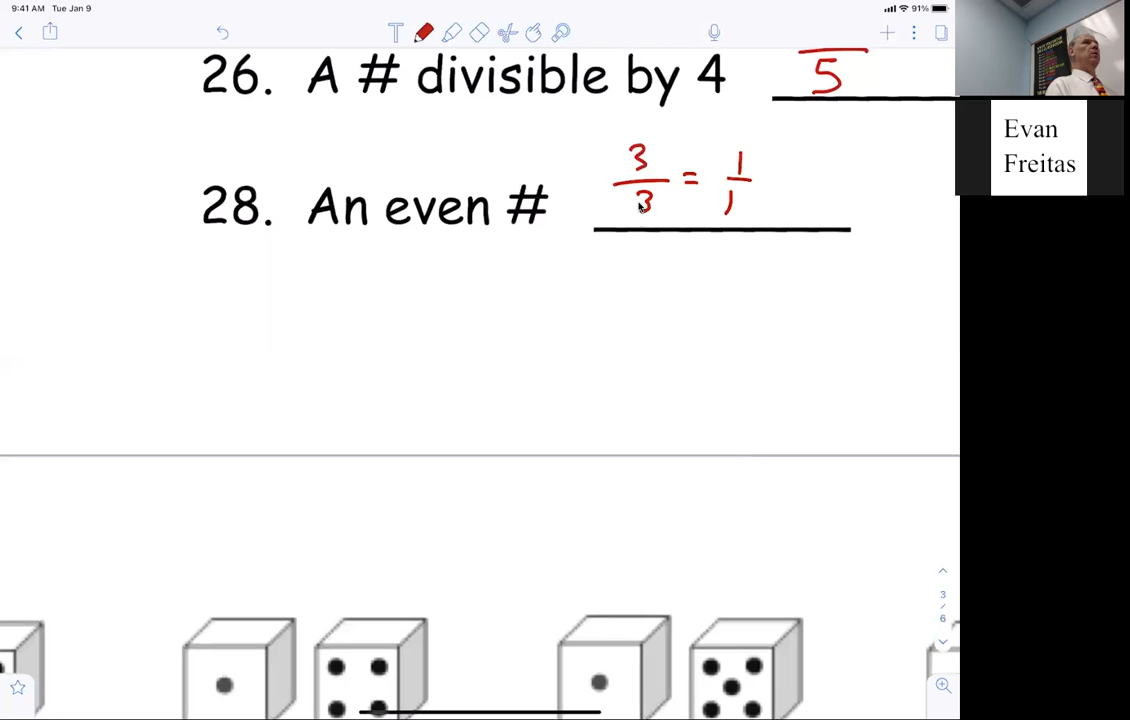 9:41 AM Tue Jan 9
91%
26. A # divisible by 4 5
28. An even # 3/3 = 1/1
Evan
Freitas
3
/
6